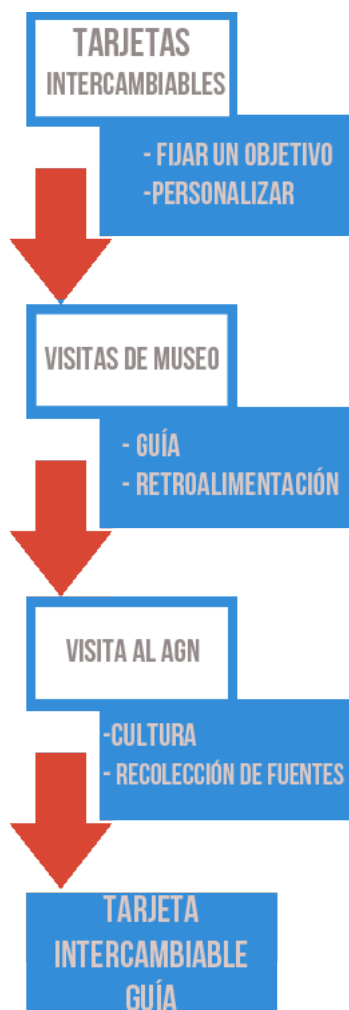 TARJETAS
INTERCAMBIABLES
- FIJAR UN OBJETIVO
-PERSONALIZAR
VISITAS DE MUSEO
- GUÍA
- RETROALIMENTACIÓN
VISITA AL AGN
-CULTURA
- RECOLECCIÓN DE FUENTES
TARJETA
INTERCAMBIABLE
GUÍA